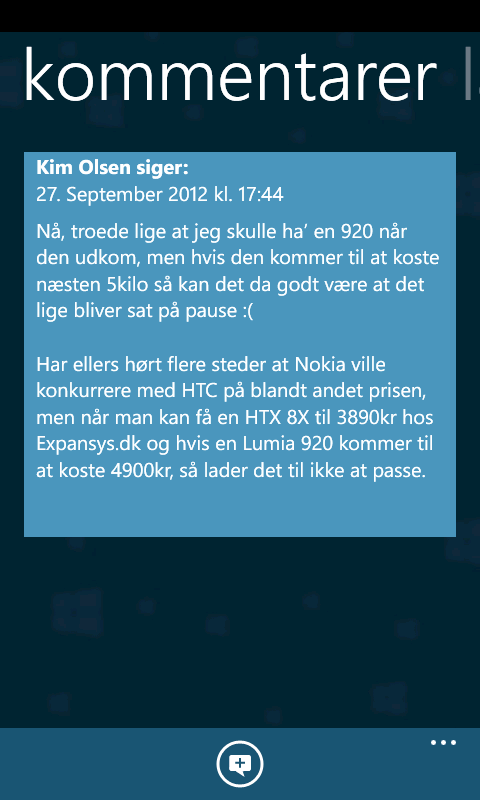 kommentarer
Kim Olsen siger:
27. September 2012 kl. 17:44
Nå, troede lige at jeg skulle ha’ en 920 når
den udkom, men hvis den kommer til at koste
næsten 5kilo så kan det da godt være at det
lige bliver sat på pause :(
Har ellers hørt flere steder at Nokia ville
konkurrere med HTC på blandt andet prisen,
men når man kan få en HTX 8X til 3890kr hos
Expansys.dk og hvis en Lumia 920 kommer til
at koste 4900kr, så lader det til ikke at passe.